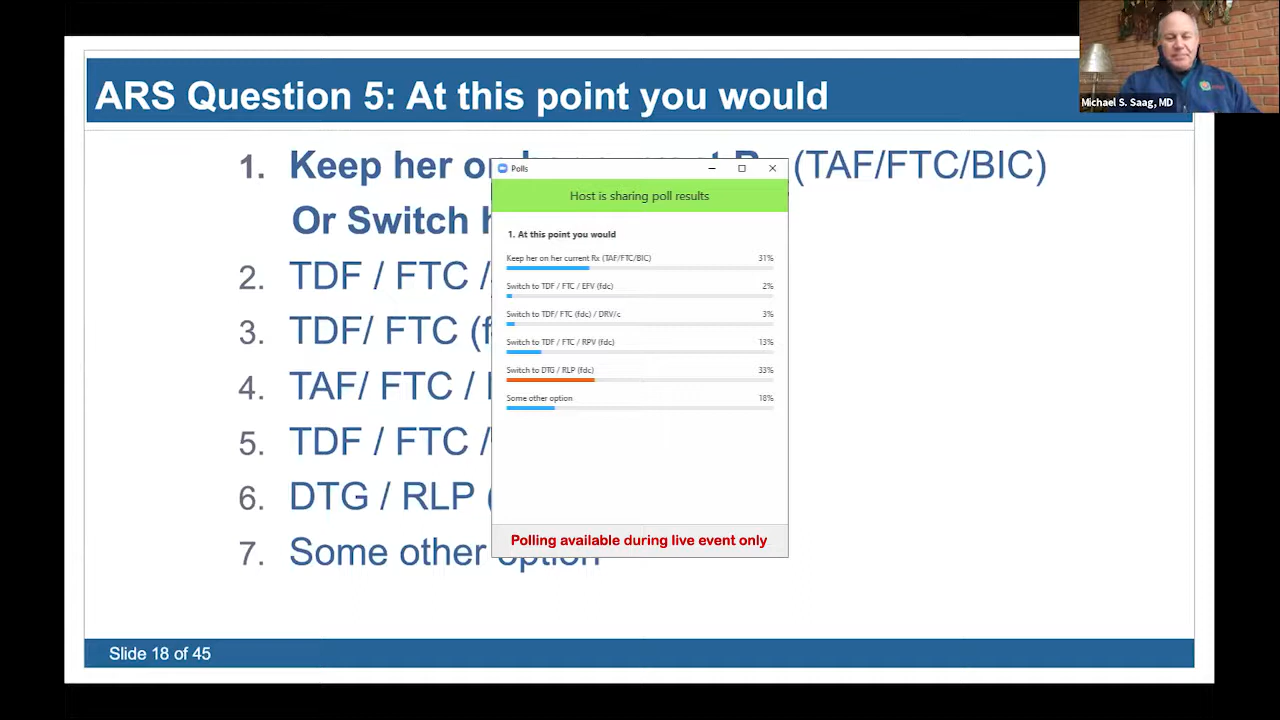 ARS Question 5: At this point you would
Michael S. Saag, MD
1. Keep her on (TAF/FTC/BIC)
Or Switch
2. TDF / FTC /
3. TDF/ FTC
4. TAF/ FTC /
5. TDF / FTC /
6. DTG / RLP (
7. Some other option
Polls
Host is sharing poll results
1. At this point you would
Keep her on her current Rx (TAF/FTC/BIC) 31%
Switch to TDF / FTC / EFV (fdc) 2%
Switch to TDF/ FTC (fdc) / DRV/c 3%
Switch to TDF / FTC / RPV (fdc) 13%
Switch to DTG / RLP (fdc) 33%
Some other option 18%
Polling available during live event only
Slide 18 of 45